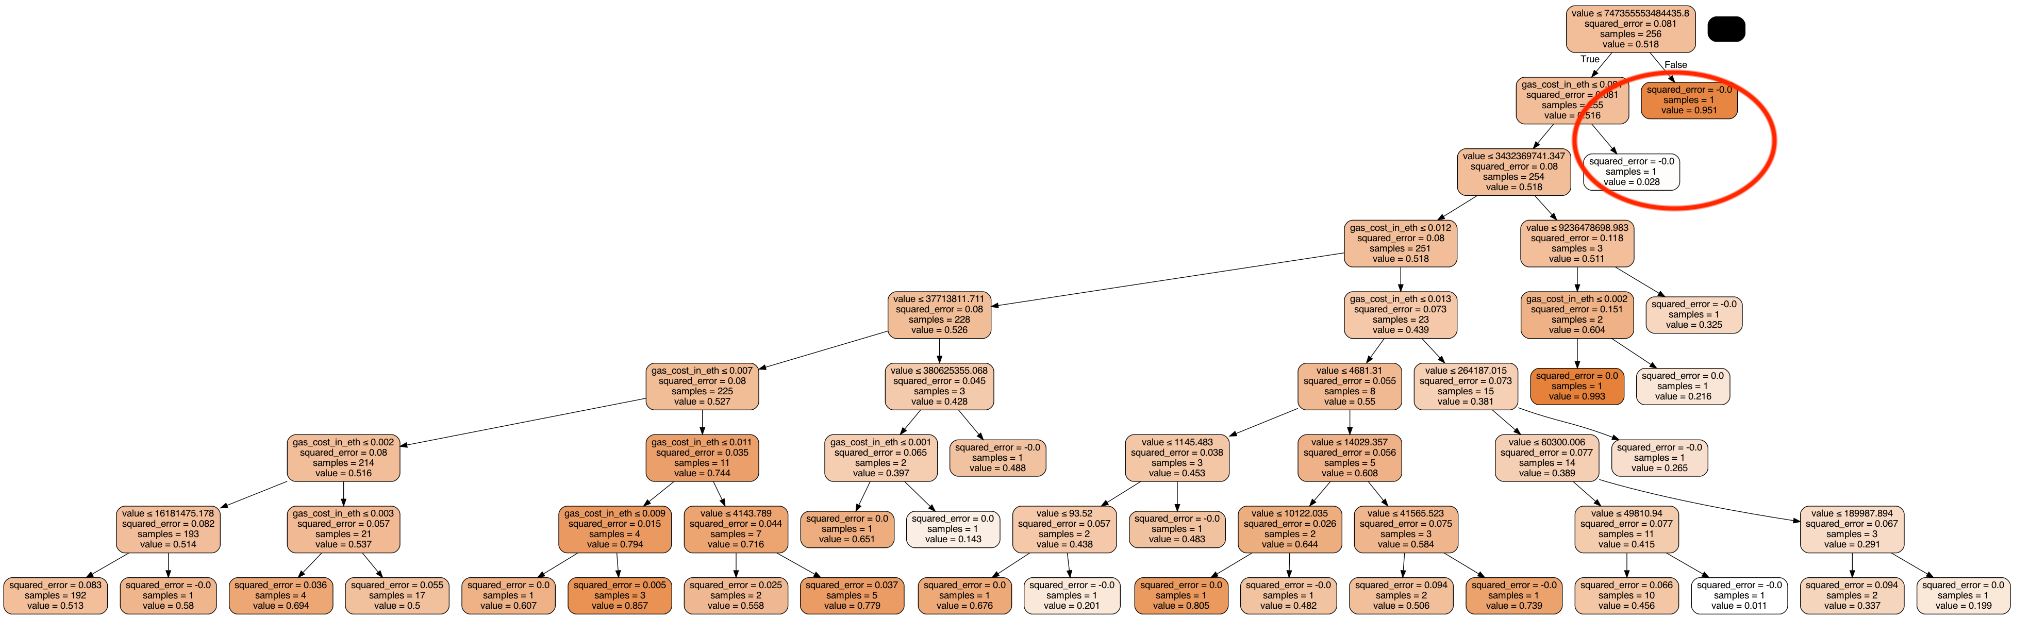 value ≤ 747355553484435.8
squared_error = 0.081
samples = 256
value = 0.518
True
False
squared_error = 0.081
value = 0.516
squared_error = -0.0
samples = 1
value = 0.951
value ≤ 3432369741.347
squared_error = 0.08
samples = 254
value = 0.518
squared_error = -0.0
samples = 1
value = 0.028
gas_cost_in_eth ≤ 0.012
squared_error = 0.08
samples = 251
value = 0.518
value ≤ 9236478698.983
squared_error = 0.118
samples = 3
value = 0.511
value ≤ 37713811.711
squared_error = 0.08
samples = 228
value = 0.526
gas_cost_in_eth ≤ 0.013
squared_error = 0.073
samples = 23
value = 0.439
gas_cost_in_eth ≤ 0.002
squared_error = 0.151
samples = 2
value = 0.604
squared_error = -0.0
samples = 1
value = 0.325
gas_cost_in_eth ≤ 0.007
squared_error = 0.08
samples = 225
value = 0.527
value ≤ 380625355.068
squared_error = 0.045
samples = 3
value = 0.428
value ≤ 4681.31
squared_error = 0.055
samples = 8
value = 0.55
value ≤ 264187.015
squared_error = 0.073
samples = 15
value = 0.381
squared_error = 0.0
samples = 1
value = 0.993
squared_error = 0.0
samples = 1
value = 0.216
gas_cost_in_eth ≤ 0.002
squared_error = 0.08
samples = 214
value = 0.516
gas_cost_in_eth ≤ 0.011
squared_error = 0.035
samples = 11
value = 0.744
gas_cost_in_eth ≤ 0.001
squared_error = 0.065
samples = 2
value = 0.397
squared_error = -0.0
samples = 1
value = 0.488
value ≤ 1145.483
squared_error = 0.038
samples = 3
value = 0.453
value ≤ 14029.357
squared_error = 0.056
samples = 5
value = 0.608
value ≤ 60300.006
squared_error = 0.077
samples = 14
value = 0.389
squared_error = -0.0
samples = 1
value = 0.265
value ≤ 16181475.178
squared_error = 0.082
samples = 193
value = 0.514
gas_cost_in_eth ≤ 0.003
squared_error = 0.057
samples = 21
value = 0.537
gas_cost_in_eth ≤ 0.009
squared_error = 0.015
samples = 4
value = 0.794
value ≤ 4143.789
squared_error = 0.044
samples = 7
value = 0.716
squared_error = 0.0
samples = 1
value = 0.651
squared_error = 0.0
samples = 1
value = 0.143
value ≤ 93.52
squared_error = 0.057
samples = 2
value = 0.438
squared_error = -0.0
samples = 1
value = 0.483
value ≤ 10122.035
squared_error = 0.026
samples = 2
value = 0.644
value ≤ 41565.523
squared_error = 0.075
samples = 3
value = 0.584
value ≤ 49810.94
squared_error = 0.077
samples = 11
value = 0.415
value ≤ 189987.894
squared_error = 0.067
samples = 3
value = 0.291
squared_error = 0.083
samples = 192
value = 0.513
squared_error = -0.0
samples = 1
value = 0.58
squared_error = 0.036
samples = 4
value = 0.694
squared_error = 0.055
samples = 17
value = 0.5
squared_error = 0.0
samples = 1
value = 0.607
squared_error = 0.005
samples = 3
value = 0.857
squared_error = 0.025
samples = 2
value = 0.558
squared_error = 0.037
samples = 5
value = 0.779
squared_error = 0.0
samples = 1
value = 0.676
squared_error = -0.0
samples = 1
value = 0.201
squared_error = 0.0
samples = 1
value = 0.805
squared_error = -0.0
samples = 1
value = 0.482
squared_error = 0.094
samples = 2
value = 0.506
squared_error = -0.0
samples = 1
value = 0.739
squared_error = 0.066
samples = 10
value = 0.456
squared_error = -0.0
samples = 1
value = 0.011
squared_error = 0.094
samples = 2
value = 0.337
squared_error = 0.0
samples = 1
value = 0.199